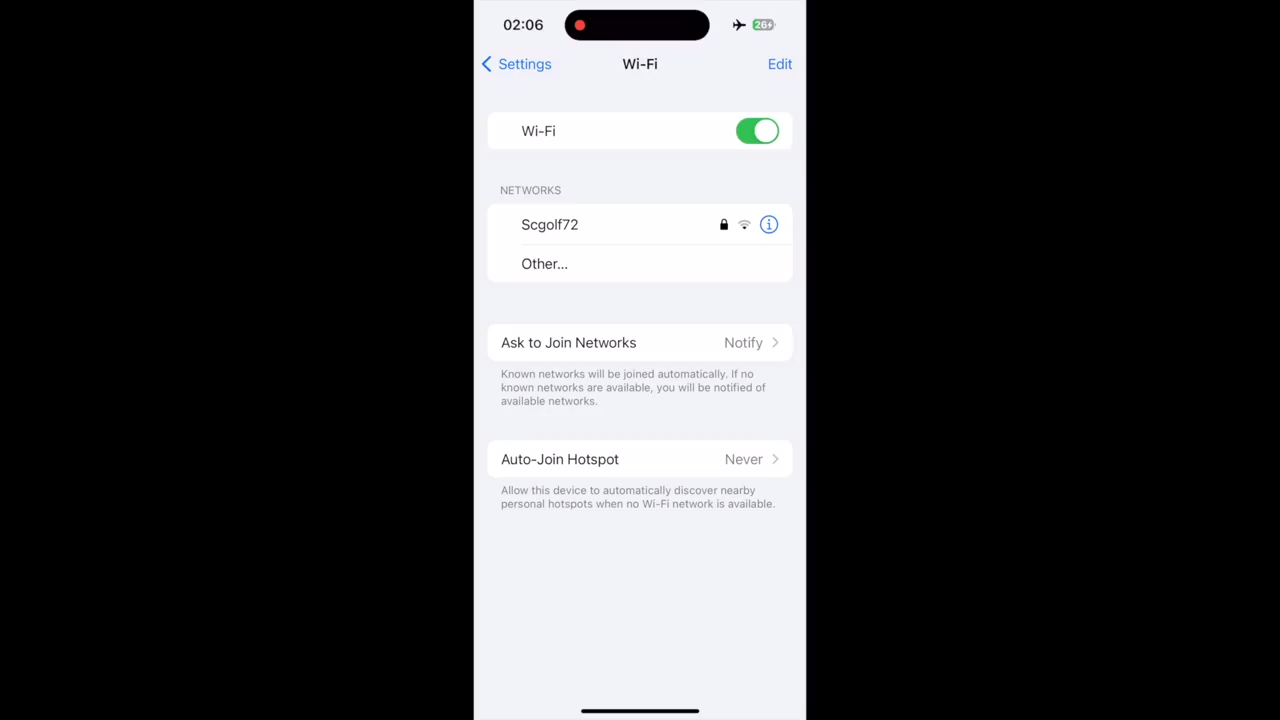 02:06
26
Settings
Wi-Fi
Edit
Wi-Fi
NETWORKS
Scgolf72
Other...
Ask to Join Networks
Notify
Known networks will be joined automatically. If no
known networks are available, you will be notified of
available networks.
Auto-Join Hotspot
Never
Allow this device to automatically discover nearby
personal hotspots when no Wi-Fi network is available.